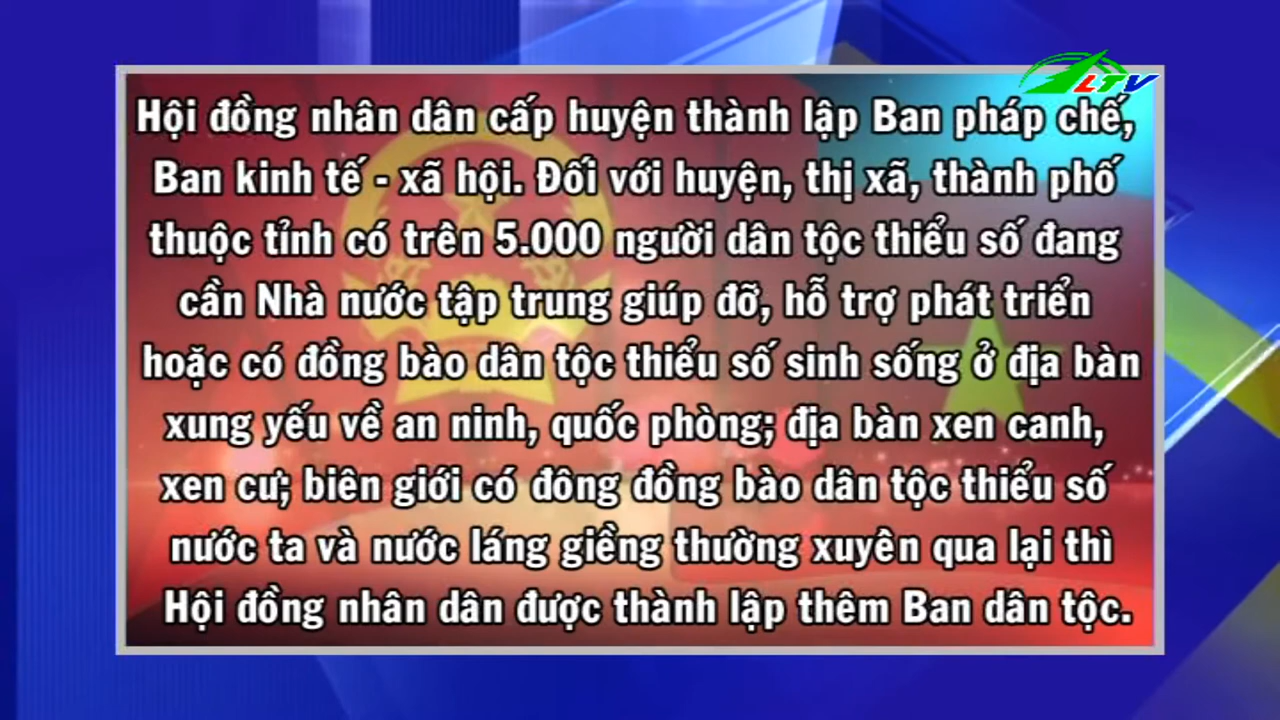 LTV
Hội đồng nhân dân cấp huyện thành lập Ban pháp chế,
Ban kinh tế - xã hội. Đối với huyện, thị xã, thành phố
thuộc tỉnh có trên 5.000 người dân tộc thiểu số đang
cần Nhà nước tập trung giúp đỡ, hỗ trợ phát triển
hoặc có đồng bào dân tộc thiểu số sinh sống ở địa bàn
xung yếu về an ninh, quốc phòng; địa bàn xen canh,
xen cư; biên giới có đông đồng bào dân tộc thiểu số
nước ta và nước láng giềng thường xuyên qua lại thì
Hội đồng nhân dân được thành lập thêm Ban dân tộc.